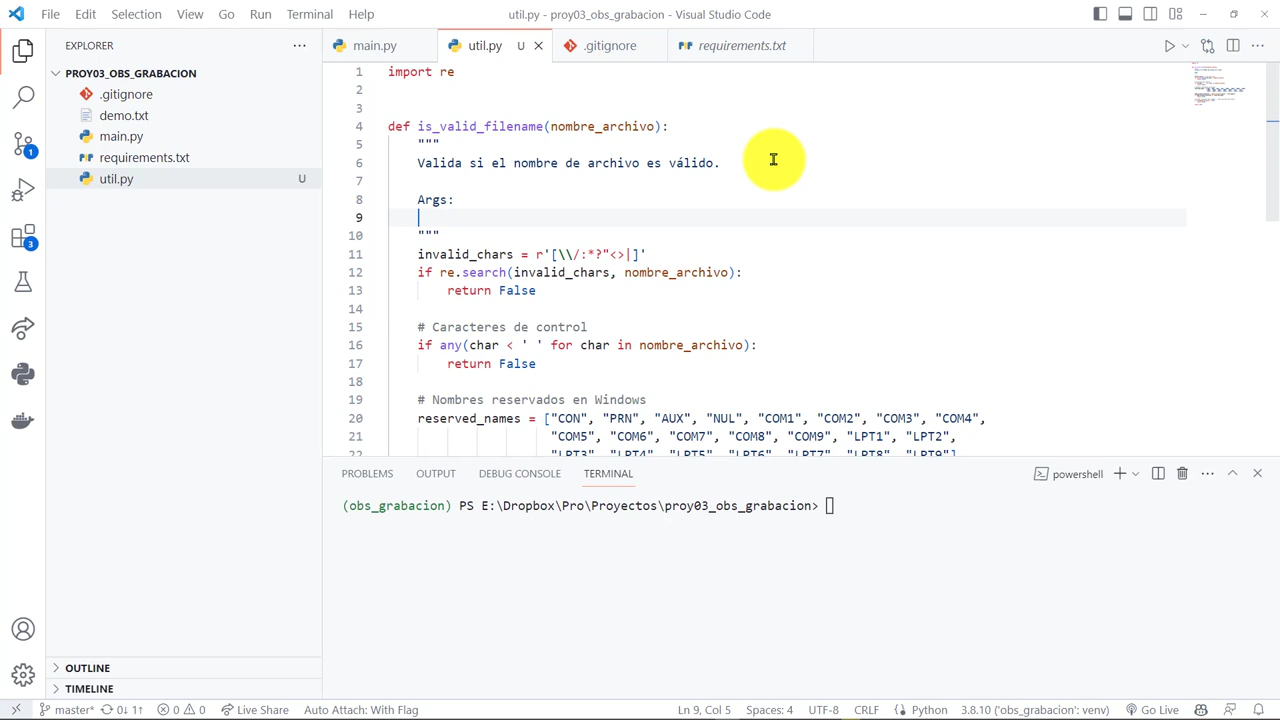 File Edit Selection View Go Run Terminal Help
util.py - proy03_obs_grabacion - Visual Studio Code
EXPLORER
PROY03_OBS_GRABACION
.gitignore
demo.txt
main.py
requirements.txt
util.py U
OUTLINE
TIMELINE
1
3
main.py util.py U .gitignore requirements.txt
1 import re
2
3
4 def is_valid_filename(nombre_archivo):
5 """
6 Valida si el nombre de archivo es válido.
7
8 Args:
9
10 """
11 invalid_chars = r'[\\/:*?"<>|]'
12 if re.search(invalid_chars, nombre_archivo):
13 return False
14
15 # Caracteres de control
16 if any(char < ' ' for char in nombre_archivo):
17 return False
18
19 # Nombres reservados en Windows
20 reserved_names = ["CON", "PRN", "AUX", "NUL", "COM1", "COM2", "COM3", "COM4",
21 "COM5", "COM6", "COM7", "COM8", "COM9", "LPT1", "LPT2",
22 "LPT3", "LPT4", "LPT5", "LPT6", "LPT7", "LPT8", "LPT9"]
PROBLEMS OUTPUT DEBUG CONSOLE TERMINAL
powershell
(obs_grabacion) PS E:\Dropbox\Pro\Proyectos\proy03_obs_grabacion>
master* 0↓ 1↑ 0 0 Live Share Auto Attach: With Flag
Ln 9, Col 5 Spaces: 4 UTF-8 CRLF Python 3.8.10 ('obs_grabacion': venv) Go Live